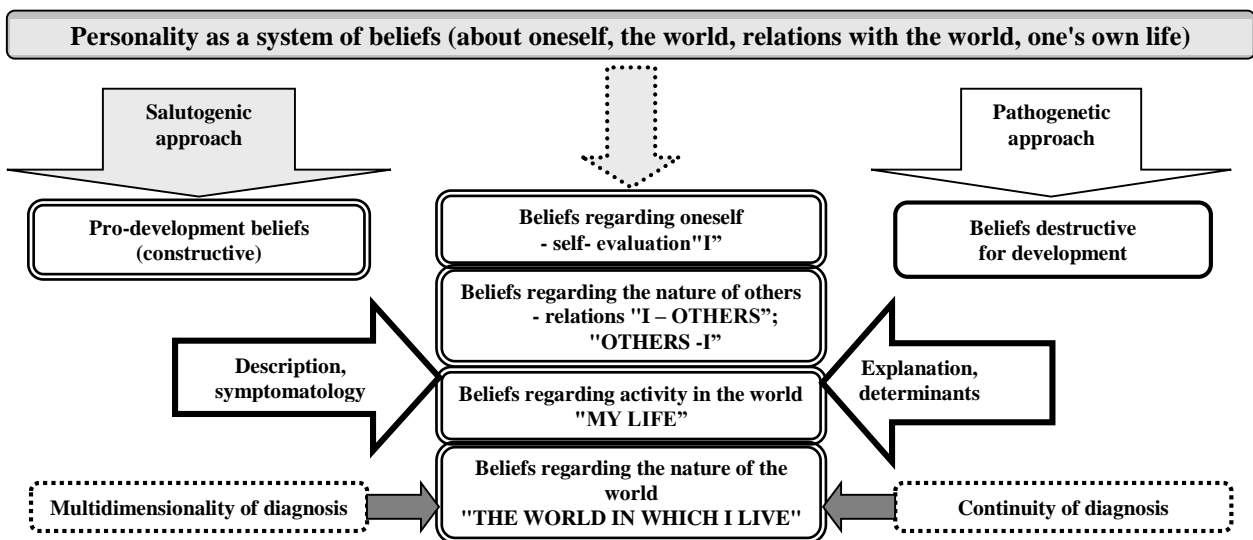 Personality as a system of beliefs (about oneself, the world, relations with the world, one's own life)
Salutogenic
approach
Pathogenetic
approach
Pro-development beliefs
(constructive)
Beliefs regarding oneself
- self- evaluation"I”
Beliefs destructive
for development
Beliefs regarding the nature of others
- relations "I – OTHERS”;
"OTHERS -I”
Description,
symptomatology
Explanation,
determinants
Beliefs regarding activity in the world
"MY LIFE”
Beliefs regarding the nature of the
world
"THE WORLD IN WHICH I LIVE"
Multidimensionality of diagnosis
Continuity of diagnosis